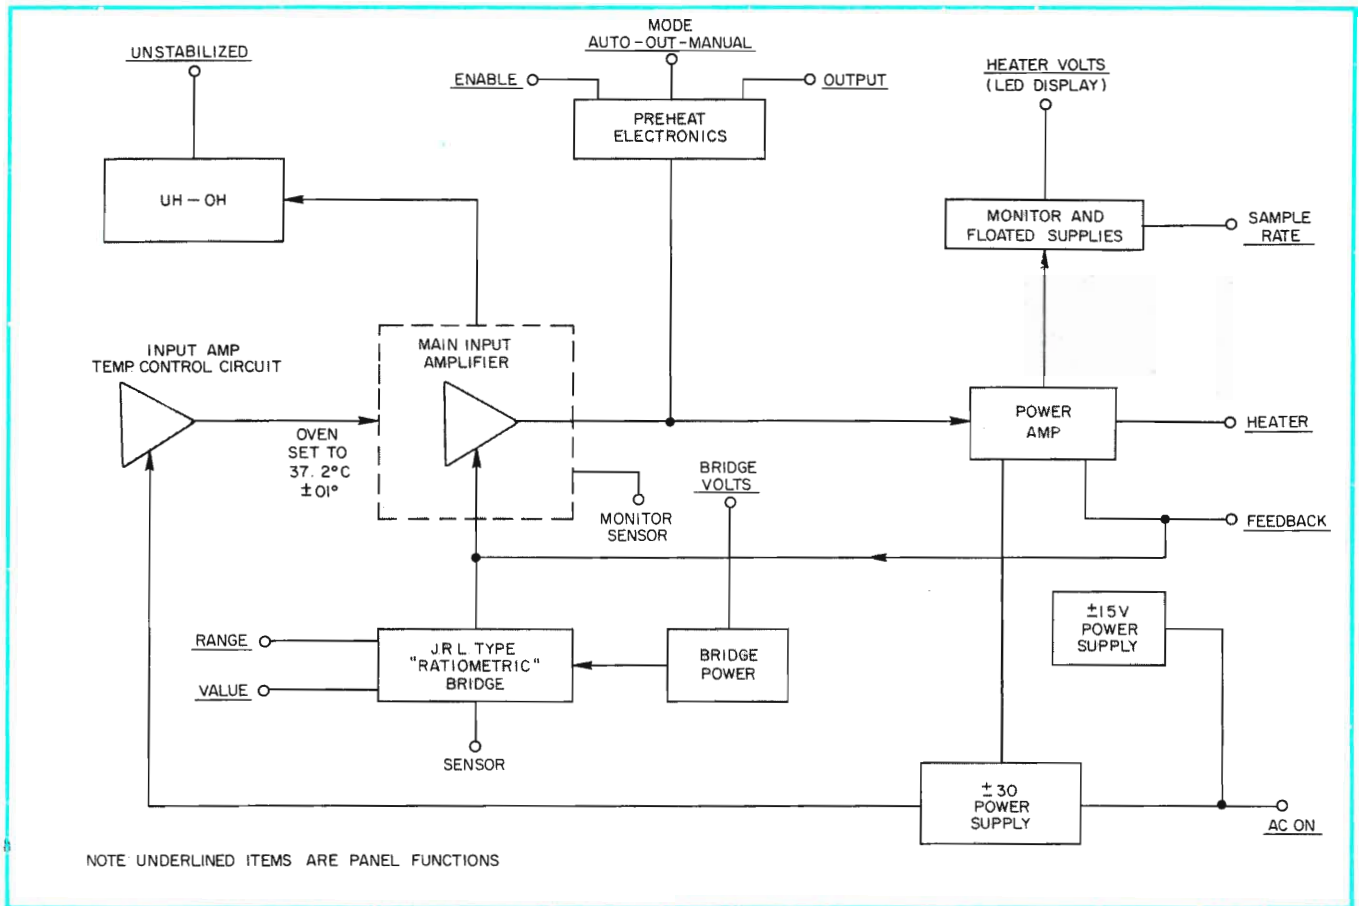 MODE
AUTO-OUT-MANUAL
UNSTABILIZED
ENABLE
OUTPUT
HEATER VOLTS
(LED DISPLAY)
PREHEAT
ELECTRONICS
UH-OH
MONITOR AND
FLOATED SUPPLIES
SAMPLE
RATE
INPUT AMP
TEMP. CONTROL CIRCUIT
MAIN INPUT
AMPLIFIER
OVEN
SET TO
37.2°C
±01°
POWER
AMP
HEATER
BRIDGE
VOLTS
MONITOR
SENSOR
FEEDBACK
±15V
POWER
SUPPLY
RANGE
VALUE
J R L TYPE
"RATIOMETRIC"
BRIDGE
BRIDGE
POWER
SENSOR
±30
POWER
SUPPLY
AC ON
NOTE UNDERLINED ITEMS ARE PANEL FUNCTIONS